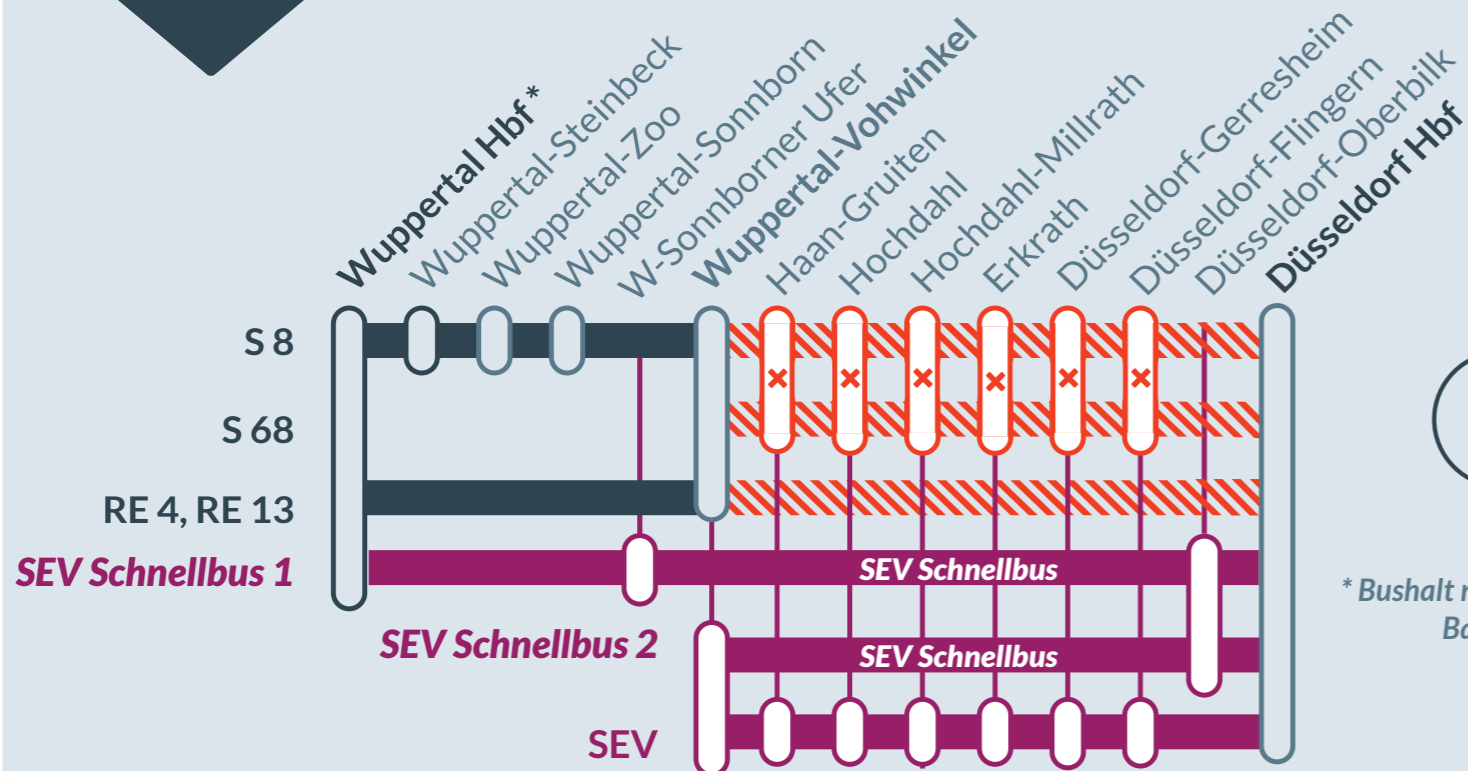 Wuppertal Hbf *
Wuppertal-Steinbeck
Wuppertal-Zoo
Wuppertal-Sonnborn
W-Sonnborner Ufer
Wuppertal-Vohwinkel
Haan-Gruiten
Hochdahl
Hochdahl-Millrath
Erkrath
Düsseldorf-Gerresheim
Düsseldorf-Flingern
Düsseldorf-Oberbilk
Düsseldorf Hbf
S 8
S 68
RE 4, RE 13
SEV Schnellbus 1
SEV Schnellbus
SEV Schnellbus 2
SEV Schnellbus
SEV
* Bushalt